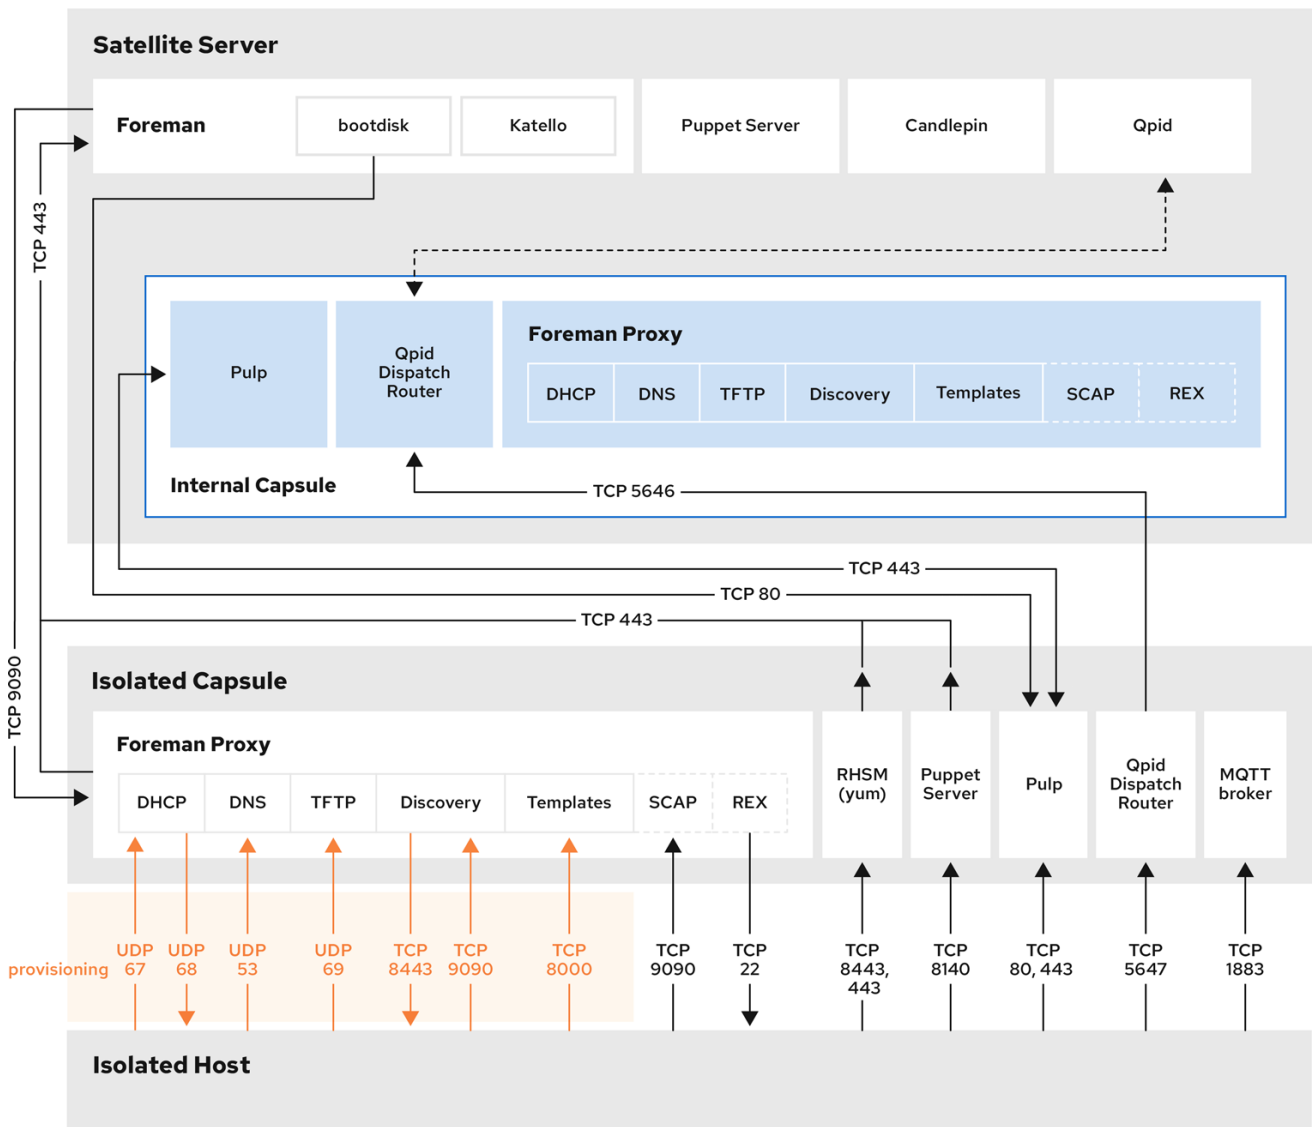 Satellite Server
Foreman
bootdisk
Katello
Puppet Server
Candlepin
Qpid
TCP 443
Pulp
Qpid
Dispatch
Router
Foreman Proxy
DHCP
DNS
TFTP
Discovery
Templates
SCAP
REX
Internal Capsule
TCP 5646
TCP 443
TCP 80
TCP 443
TCP 9090
Isolated Capsule
Foreman Proxy
DHCP
DNS
TFTP
Discovery
Templates
SCAP
REX
RHSM
(yum)
Puppet
Server
Pulp
Qpid
Dispatch
Router
MQTT
broker
provisioning
UDP
67
UDP
68
UDP
53
UDP
69
TCP
8443
TCP
9090
TCP
8000
TCP
9090
TCP
22
TCP
8443,
443
TCP
8140
TCP
80, 443
TCP
5647
TCP
1883
Isolated Host